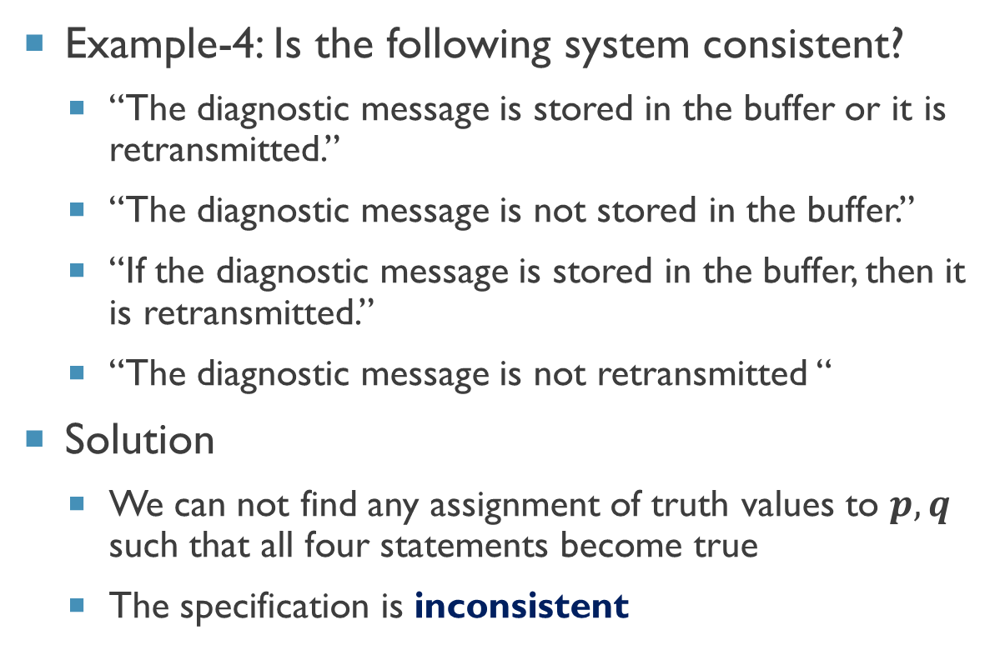 Example-4: Is the following system consistent?
“The diagnostic message is stored in the buffer or it is
retransmitted.”
“The diagnostic message is not stored in the buffer.”
“If the diagnostic message is stored in the buffer, then it
is retransmitted.”
“The diagnostic message is not retransmitted “
Solution
We can not find any assignment of truth values to p, q
such that all four statements become true
The specification is inconsistent